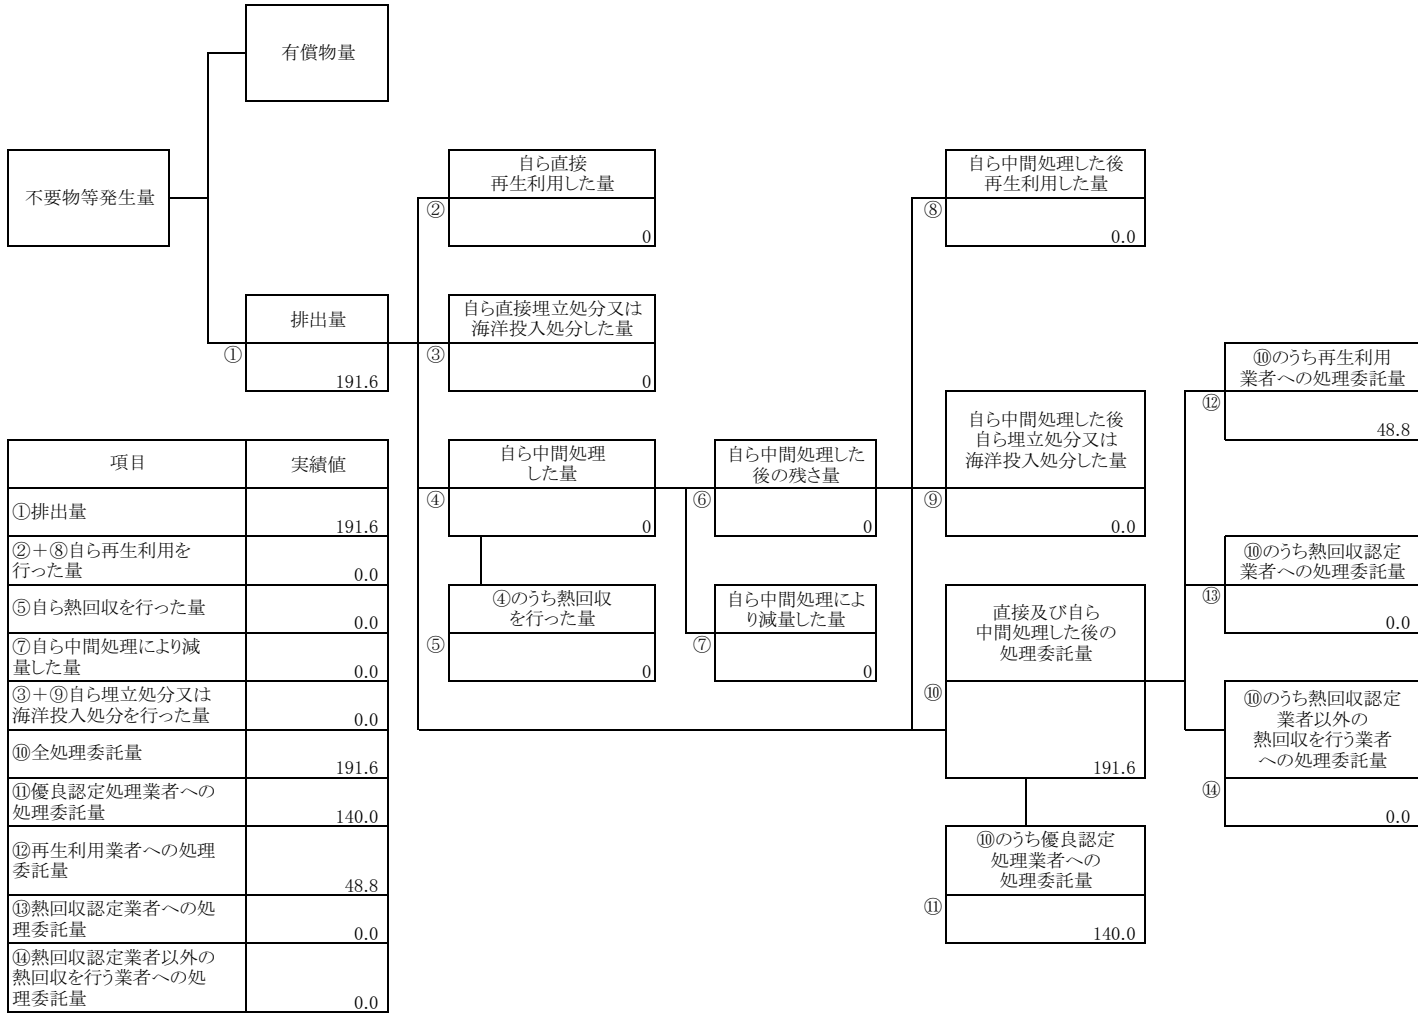 有償物量
不要物等発生量
自ら直接
再生利用した量
②
0
自ら中間処理した後
再生利用した量
⑧
0.0
排出量
①
191.6
自ら直接埋立処分又は
海洋投入処分した量
③
0
⑩のうち再生利用
業者への処理委託量
⑫
48.8
自ら中間処理
した量
④
0
自ら中間処理した
後の残さ量
⑥
0
自ら中間処理した後
自ら埋立処分又は
海洋投入処分した量
⑨
0.0
⑩のうち熱回収認定
業者への処理委託量
⑬
0.0
④のうち熱回収
を行った量
⑤
0
自ら中間処理によ
り減量した量
⑦
0
直接及び自ら
中間処理した後の
処理委託量
⑩
191.6
⑩のうち熱回収認定
業者以外の
熱回収を行う業者
への処理委託量
⑭
0.0
⑩のうち優良認定
処理業者への
処理委託量
⑪
140.0
項目 実績値
①排出量
191.6
②+⑧自ら再生利用を
行った量
0.0
⑤自ら熱回収を行った量
0.0
⑦自ら中間処理により減
量した量
0.0
③+⑨自ら埋立処分又は
海洋投入処分を行った量
0.0
⑩全処理委託量
191.6
⑪優良認定処理業者への
処理委託量
140.0
⑫再生利用業者への処理
委託量
48.8
⑬熱回収認定業者への処
理委託量
0.0
⑭熱回収認定業者以外の
熱回収を行う業者への処
理委託量
0.0